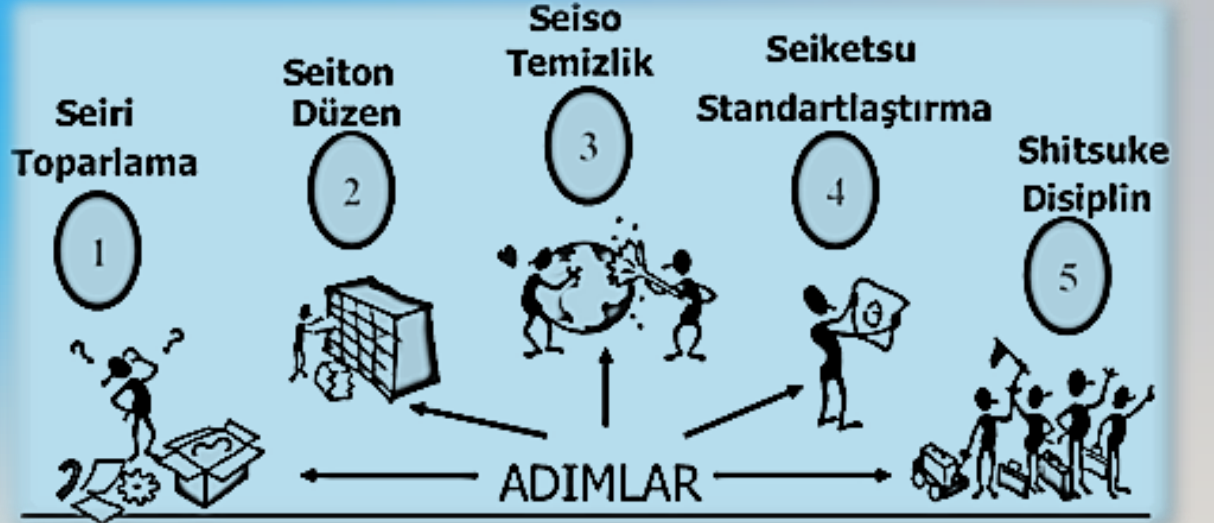 Seiri
Toparlama
1
Seiton
Düzen
2
Seiso
Temizlik
3
Seiketsu
Standartlaştırma
4
Shitsuke
Disiplin
5
? ?
ADIMLAR